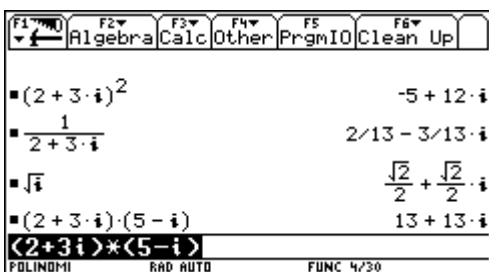 F1 F2 Algebra F3 Calc F4 Other F5 PrgmIO F6 Clean Up
(2 + 3·i)² -5 + 12·i
1/(2 + 3·i) 2/13 - 3/13·i
√i √2/2 + √2/2·i
(2 + 3·i)·(5 - i) 13 + 13·i
(2+3i)*(5-i)
POLINOMI RAD AUTO FUNC 4/30